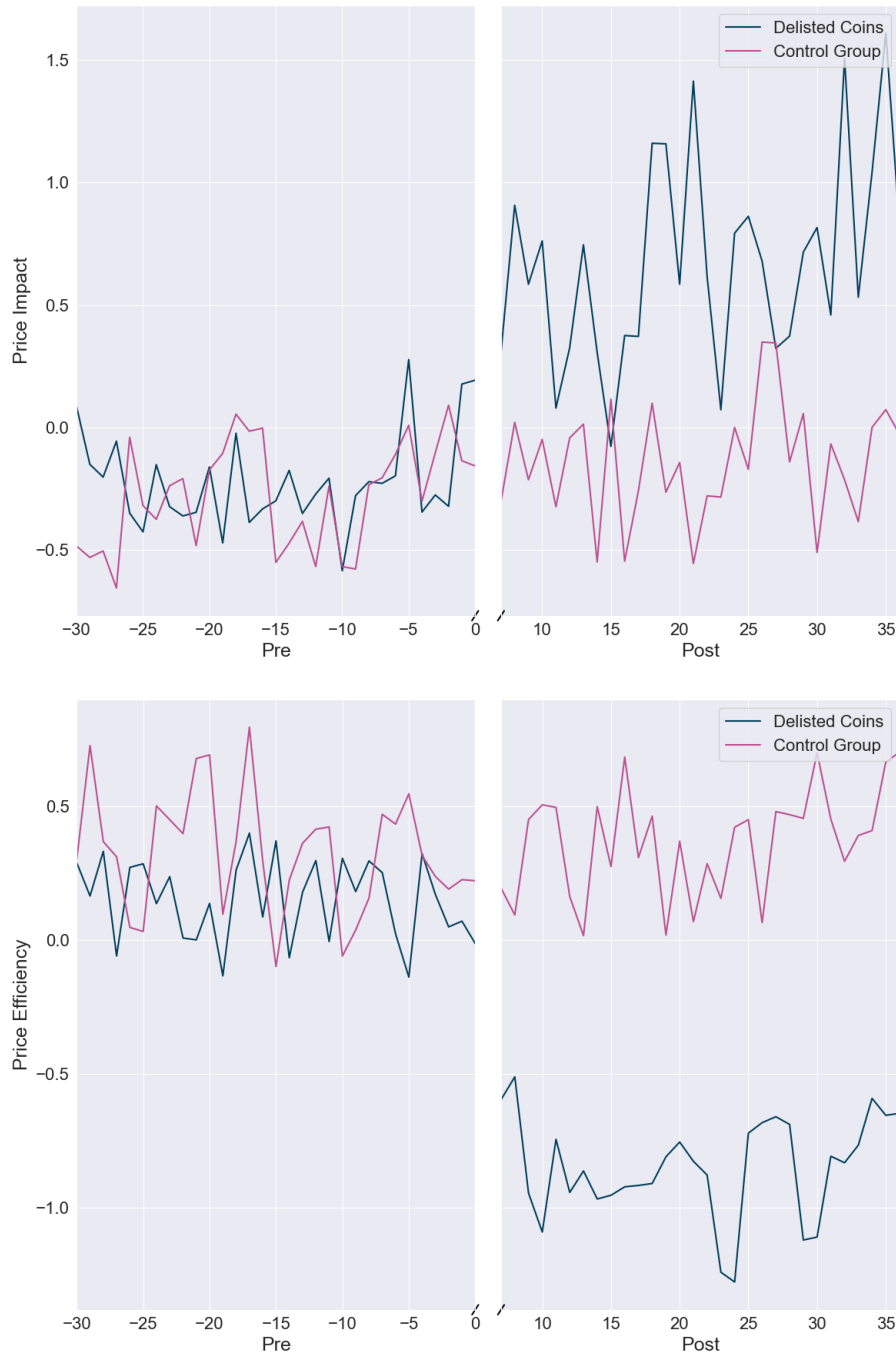 Delisted Coins
Control Group
1.5
1.0
0.5
0.0
−0.5
Price Impact
−30 −25 −20 −15 −10 −5 0
Pre
10 15 20 25 30 35
Post
Delisted Coins
Control Group
0.5
0.0
−0.5
−1.0
Price Efficiency
−30 −25 −20 −15 −10 −5 0
Pre
10 15 20 25 30 35
Post